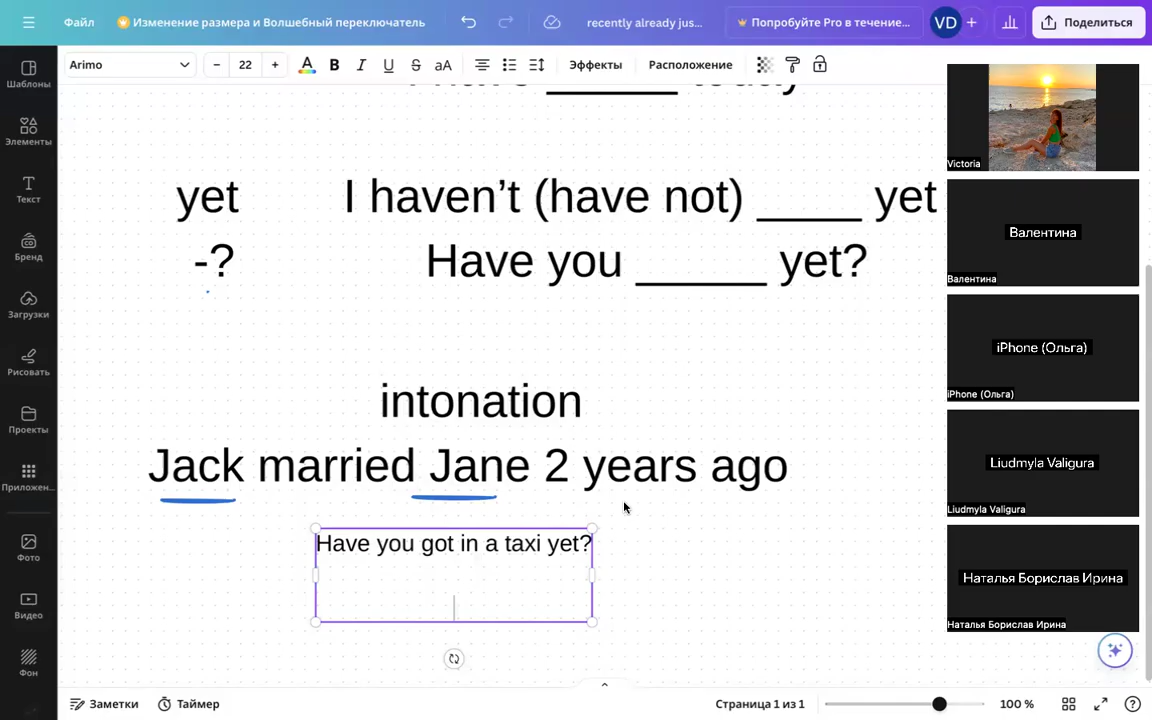 Файл
Изменение размера и Волшебный переключатель
recently already jus...
Попробуйте Pro в течение...
VD
Поделиться
Arimo
22
A
B
I
U
S
aA
Эффекты
Расположение
Шаблоны
Элементы
Текст
Бренд
Загрузки
Рисовать
Проекты
Приложен...
Фото
Видео
Фон
today
yet I haven’t (have not) ____ yet
-? Have you _____ yet?
intonation
Jack married Jane 2 years ago
Have you got in a taxi yet?
Victoria
Валентина
Валентина
iPhone (Ольга)
iPhone (Ольга)
Liudmyla Valigura
Liudmyla Valigura
Наталья Борислав Ирина
Наталья Борислав Ирина
Заметки
Таймер
Страница 1 из 1
100 %